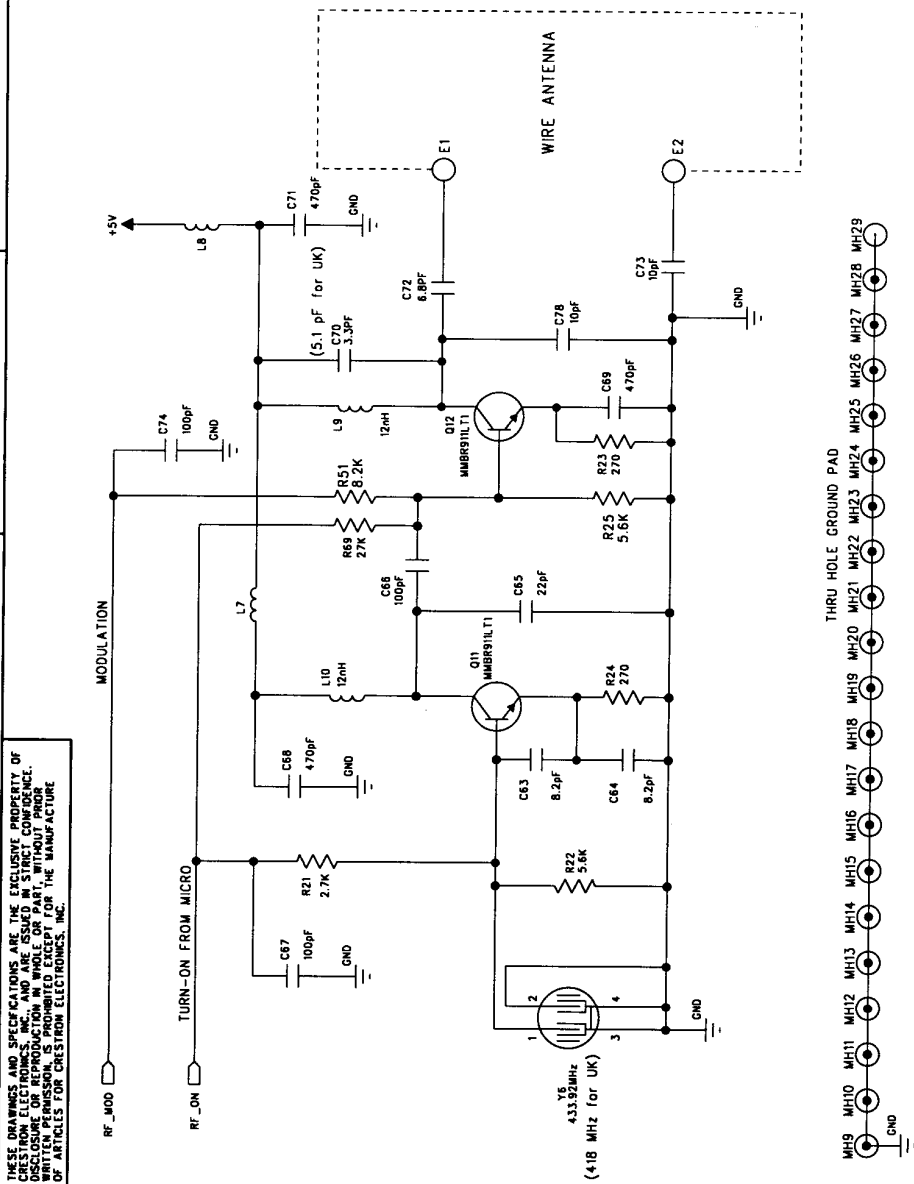 THESE DRAWINGS AND SPECIFICATIONS ARE THE EXCLUSIVE PROPERTY OF
CRESTRON ELECTRONICS, INC., AND ARE ISSUED IN STRICT CONFIDENCE.
DISCLOSURE OR REPRODUCTION IN WHOLE OR PART, WITHOUT PRIOR
WRITTEN PERMISSION, IS PROHIBITED EXCEPT FOR THE MANUFACTURE
OF ARTICLES FOR CRESTRON ELECTRONICS, INC.
RF_MOD
MODULATION
C74
100pF
GND
+5V
L8
RF_ON
TURN-ON FROM MICRO
C67
100pF
GND
R21
2.7K
C68
470pF
GND
L7
C71
470pF
GND
L10
12nH
R69
27K
R51
8.2K
L9
12nH
C70
3.3PF
(5.1 pF for UK)
C66
100pF
C72
6.8PF
E1
WIRE ANTENNA
Y6
433.92MHz
(418 MHz for UK)
1
2
3
4
GND
R22
5.6K
C63
8.2pF
C64
8.2pF
Q11
MMBR911LT1
R24
270
C65
22pF
R25
5.6K
Q12
MMBR911LT1
R23
270
C69
470pF
C78
10pF
C73
10pF
E2
GND
THRU HOLE GROUND PAD
MH9
MH10
MH11
MH12
MH13
MH14
MH15
MH16
MH17
MH18
MH19
MH20
MH21
MH22
MH23
MH24
MH25
MH26
MH27
MH28
MH29
GND